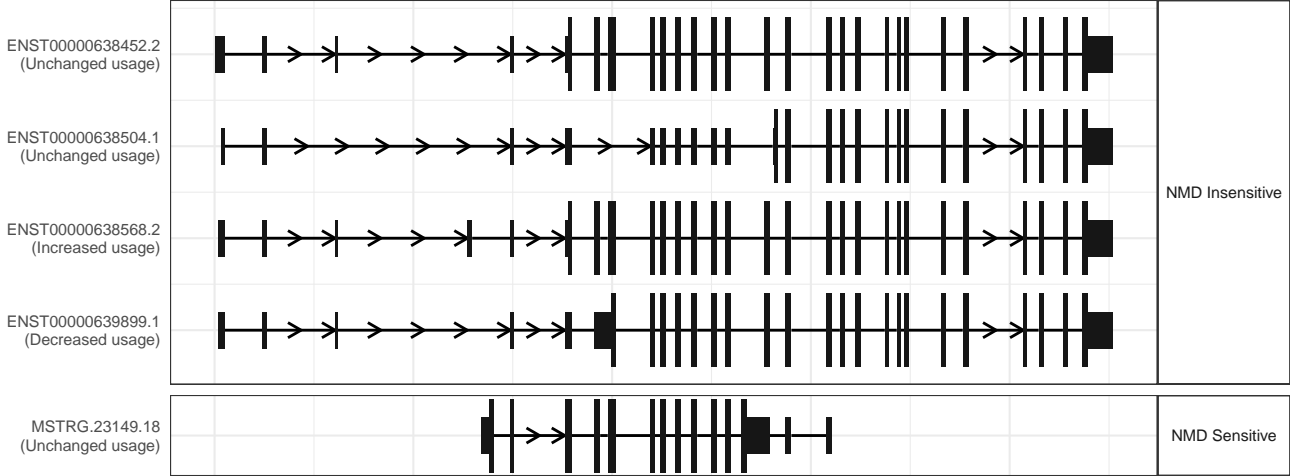 ENST00000638452.2
(Unchanged usage)
ENST00000638504.1
(Unchanged usage)
NMD Insensitive
ENST00000638568.2
(Increased usage)
ENST00000639899.1
(Decreased usage)
MSTRG.23149.18
(Unchanged usage)
NMD Sensitive